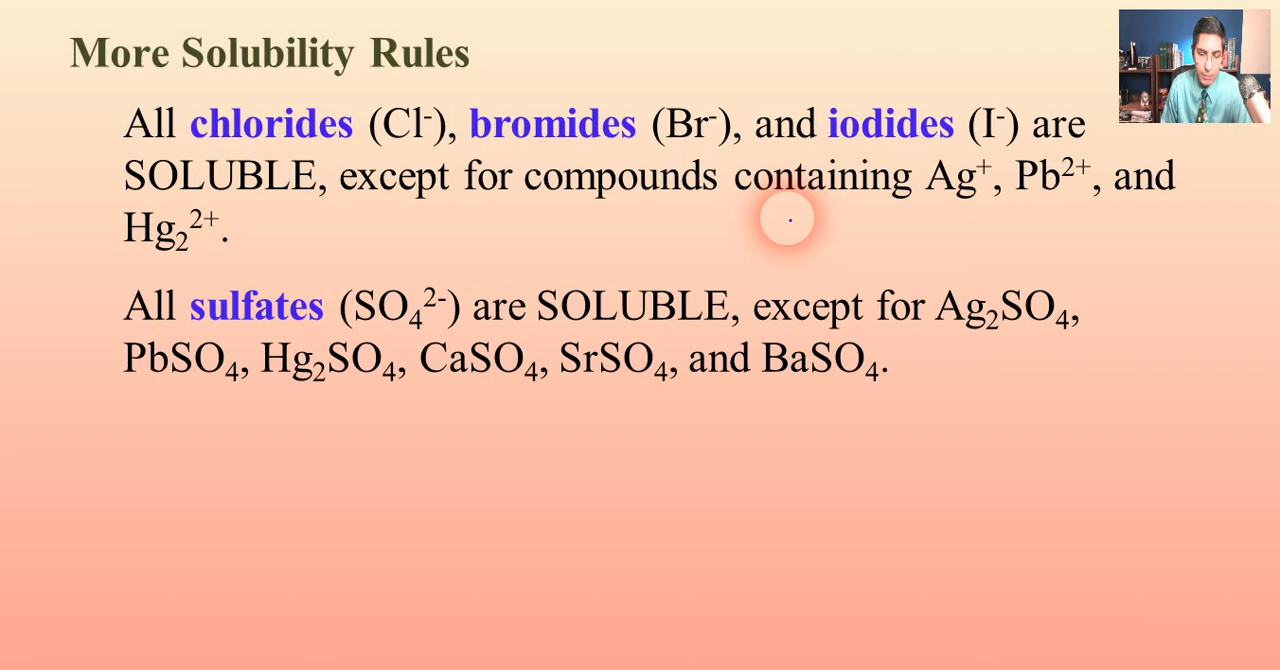 More Solubility Rules
All chlorides (Cl⁻), bromides (Br⁻), and iodides (I⁻) are
SOLUBLE, except for compounds containing Ag⁺, Pb²⁺, and
Hg₂²⁺.
All sulfates (SO₄²⁻) are SOLUBLE, except for Ag₂SO₄,
PbSO₄, Hg₂SO₄, CaSO₄, SrSO₄, and BaSO₄.